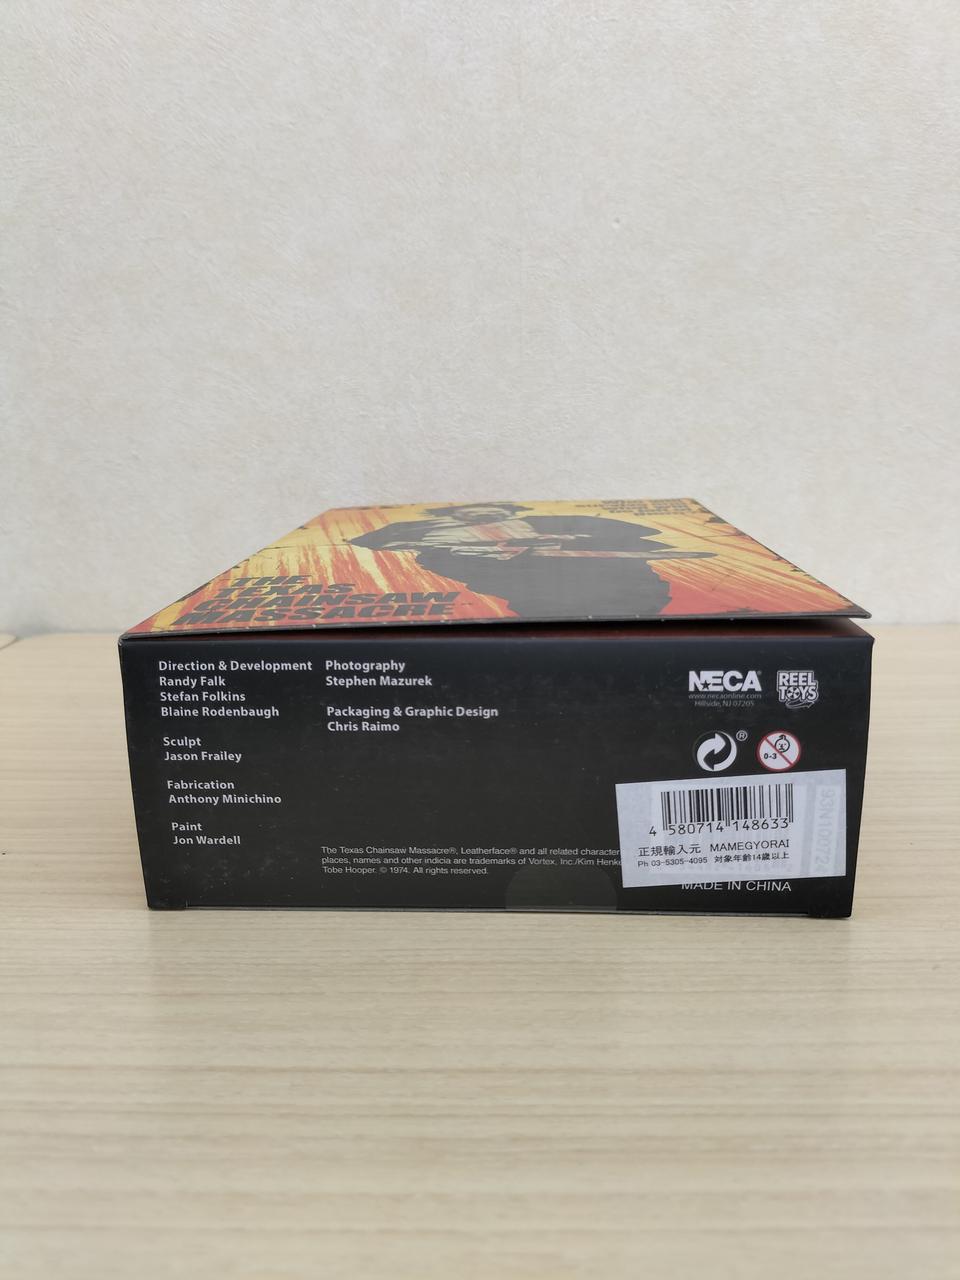 THE
TEXAS
CHAINSAW
MASSACRE™
Direction & Development
Randy Falk
Stefan Folkins
Blaine Rodenbaugh
Sculpt
Jason Frailey
Fabrication
Anthony Minichino
Paint
Jon Wardell
Photography
Stephen Mazurek
Packaging & Graphic Design
Chris Raimo
The Texas Chainsaw Massacre®, Leatherface® and all related character
places, names and other indicia are trademarks of Vortex, Inc./Kim Henke
Tobe Hooper. © 1974. All rights reserved.
NECA®
www.necaonline.com
Hillside, NJ 07205
REEL
TOYS
®
0-3
4 580714 148633
正規輸入元 MAMEGYORAI
Ph 03-5305-4095 対象年齢14歳以上
MADE IN CHINA